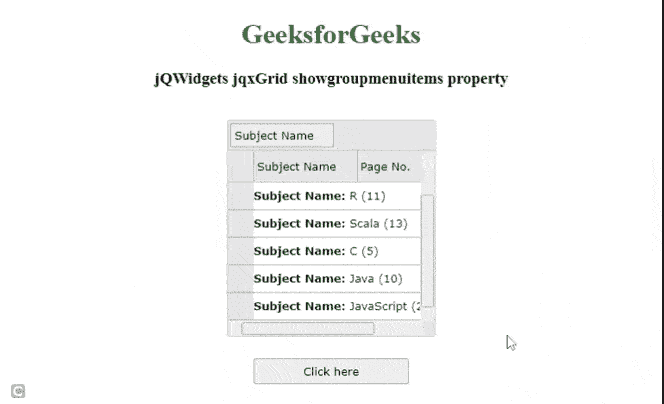 GeeksforGeeks
jQWidgets jqxGrid showgroupmenuitems property
Subject Name
Subject Name Page No.
Subject Name: R (11)
Subject Name: Scala (13)
Subject Name: C (5)
Subject Name: Java (10)
Subject Name: JavaScript (2
Click here